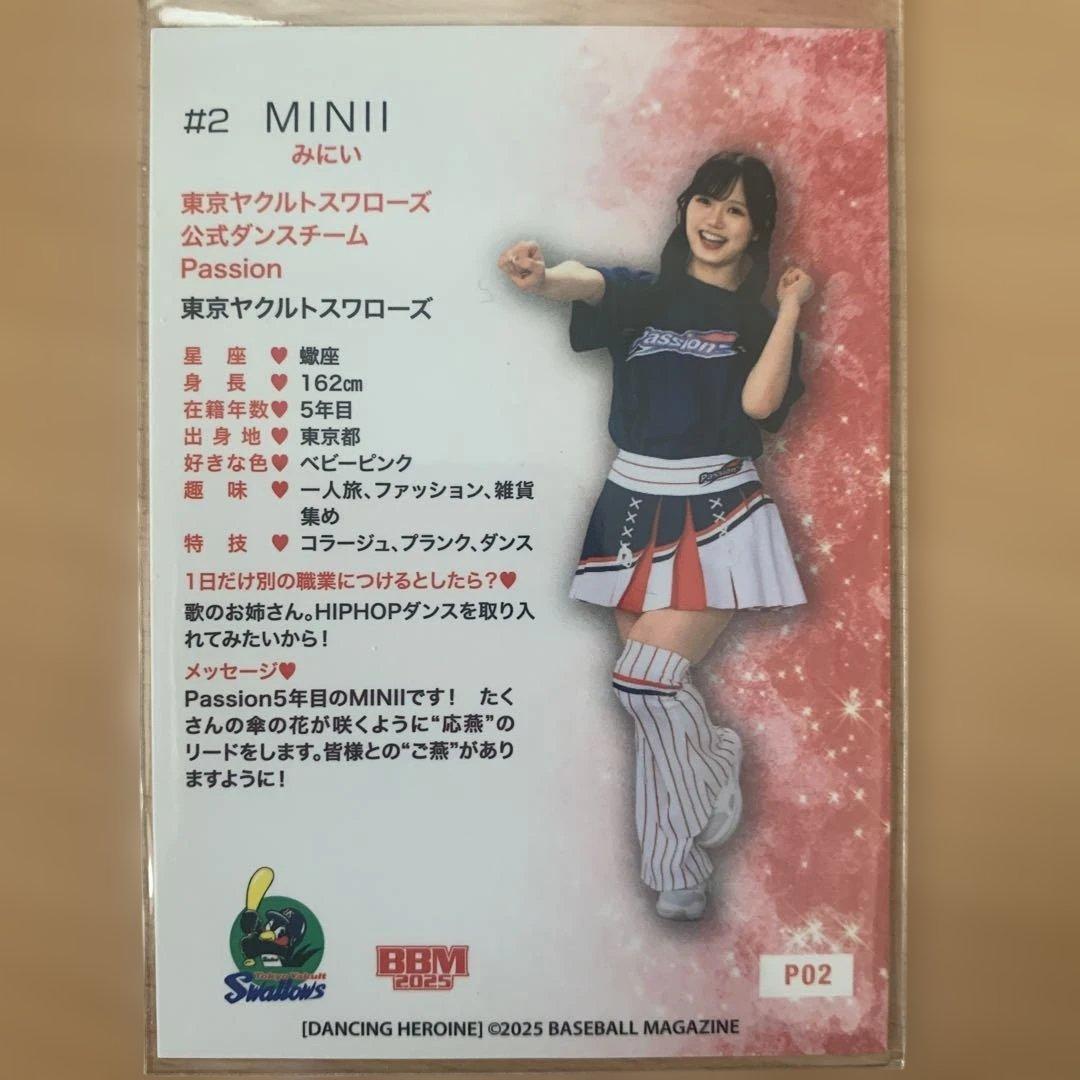 #2 MINII
みにい
東京ヤクルトスワローズ
公式ダンスチーム
Passion
東京ヤクルトスワローズ
星座♥蠍座
身長♥162㎝
在籍年数♥5年目
出身地♥東京都
好きな色♥ベビーピンク
趣味♥一人旅、ファッション、雑貨
集め
特技♥コラージュ、プランク、ダンス
1日だけ別の職業につけるとしたら?♥
歌のお姉さん。HIPHOPダンスを取り入
れてみたいから!
メッセージ♥
Passion5年目のMINIIです! たく
さんの傘の花が咲くように“応燕”の
リードをします。皆様との“ご燕”があり
ますように!
Passion
Passion
Tokyo Yakult
Swallows
BBM
2025
P02
[DANCING HEROINE] ©2025 BASEBALL MAGAZINE